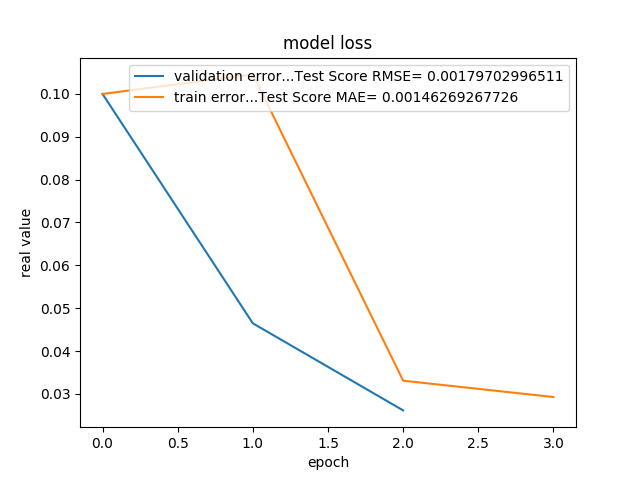 model loss
validation error...Test Score RMSE= 0.00179702996511
train error...Test Score MAE= 0.00146269267726
0.10
0.09
0.08
0.07
0.06
0.05
0.04
0.03
real value
0.0 0.5 1.0 1.5 2.0 2.5 3.0
epoch